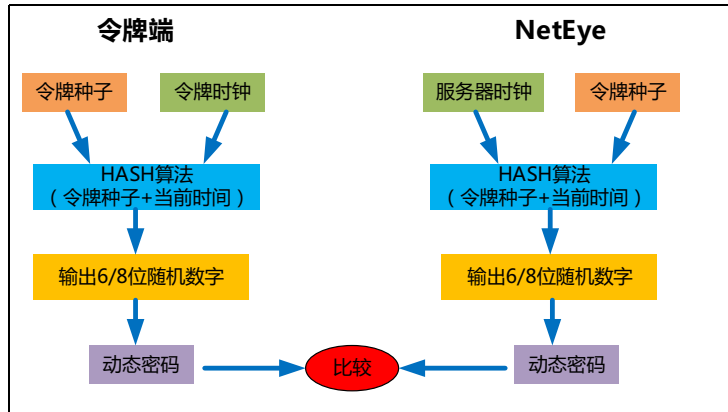 令牌端
NetEye
令牌种子
令牌时钟
服务器时钟
令牌种子
HASH算法
（令牌种子+当前时间）
HASH算法
（令牌种子+当前时间）
输出6/8位随机数字
输出6/8位随机数字
动态密码
比较
动态密码